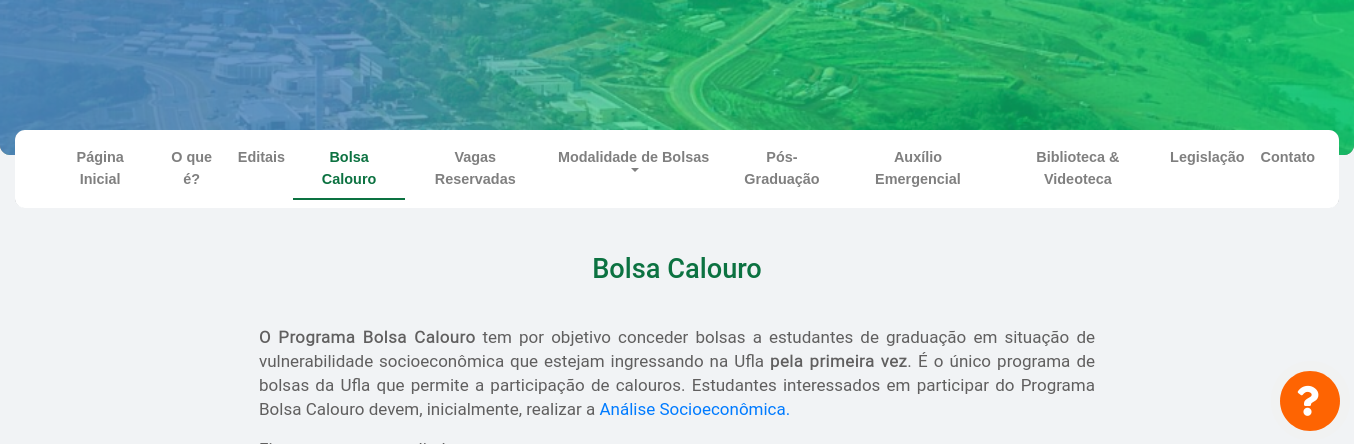 Página Inicial
O que é?
Editais
Bolsa Calouro
Vagas Reservadas
Modalidade de Bolsas
Pós-Graduação
Auxílio Emergencial
Biblioteca & Videoteca
Legislação
Contato
Bolsa Calouro
O Programa Bolsa Calouro tem por objetivo conceder bolsas a estudantes de graduação em situação de
vulnerabilidade socioeconômica que estejam ingressando na Ufla pela primeira vez. É o único programa de
bolsas da Ufla que permite a participação de calouros. Estudantes interessados em participar do Programa
Bolsa Calouro devem, inicialmente, realizar a Análise Socioeconômica.
?